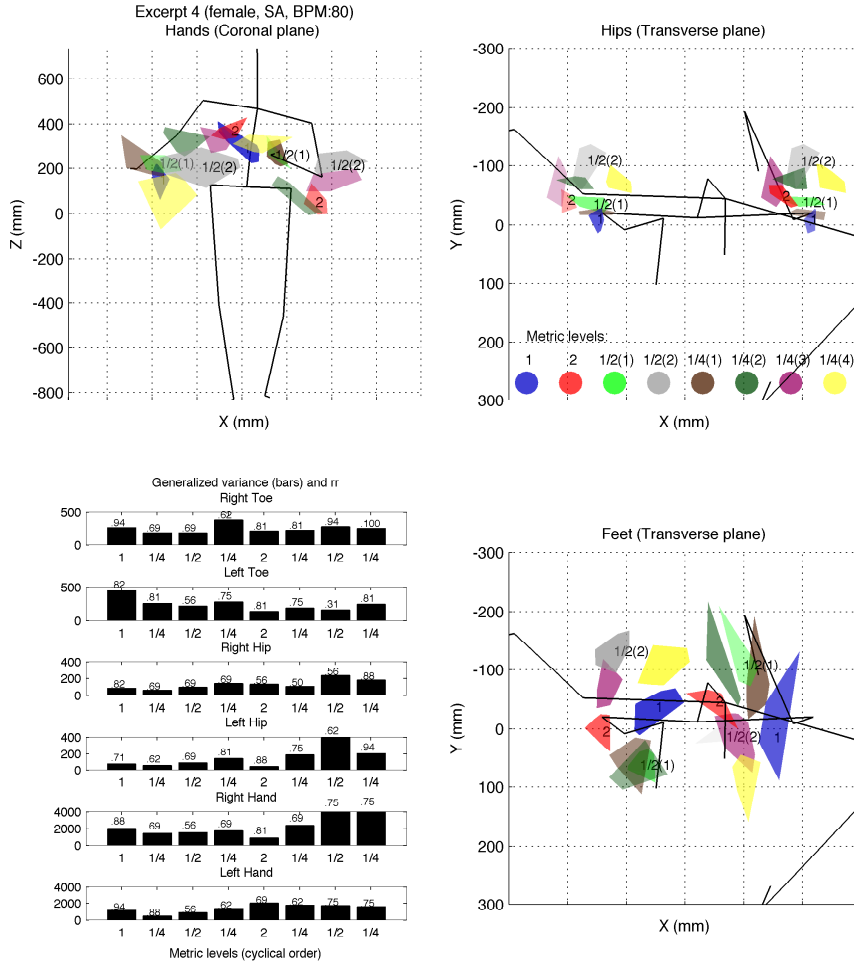 Excerpt 4 (female, SA, BPM:80)
Hands (Coronal plane)
600
400
200
0
-200
-400
-600
-800
Z (mm)
X (mm)
2
1/2(1)
1/2(2)
1/2(1)
1/2(2)
2
Hips (Transverse plane)
-300
-200
-100
0
100
200
300
Y (mm)
X (mm)
1/2(2)
2
1/2(1)
1
1/2(2)
2
1/2(1)
1
Metric levels:
1 2 1/2(1) 1/2(2) 1/4(1) 1/4(2) 1/4(3) 1/4(4)
Generalized variance (bars) and rr
Right Toe
500
0
.94 .69 .69 .62 .81 .81 .94 .100
1 1/4 1/2 1/4 2 1/4 1/2 1/4
Left Toe
500
0
.82 .81 .56 .75 .81 .75 .31 .81
1 1/4 1/2 1/4 2 1/4 1/2 1/4
Right Hip
400
200
0
.82 .69 .69 .69 .56 .50 .56 .88
1 1/4 1/2 1/4 2 1/4 1/2 1/4
Left Hip
400
200
0
.71 .62 .69 .81 .88 .75 .62 .94
1 1/4 1/2 1/4 2 1/4 1/2 1/4
Right Hand
4000
2000
0
.88 .69 .56 .69 .81 .69 .75 .75
1 1/4 1/2 1/4 2 1/4 1/2 1/4
Left Hand
4000
2000
0
.94 .88 .56 .62 .69 .62 .75 .75
1 1/4 1/2 1/4 2 1/4 1/2 1/4
Metric levels (cyclical order)
Feet (Transverse plane)
-300
-200
-100
0
100
200
300
Y (mm)
X (mm)
1/2(2)
1/2(1)
1
2
2
1/2(2)
1
1/2(1)